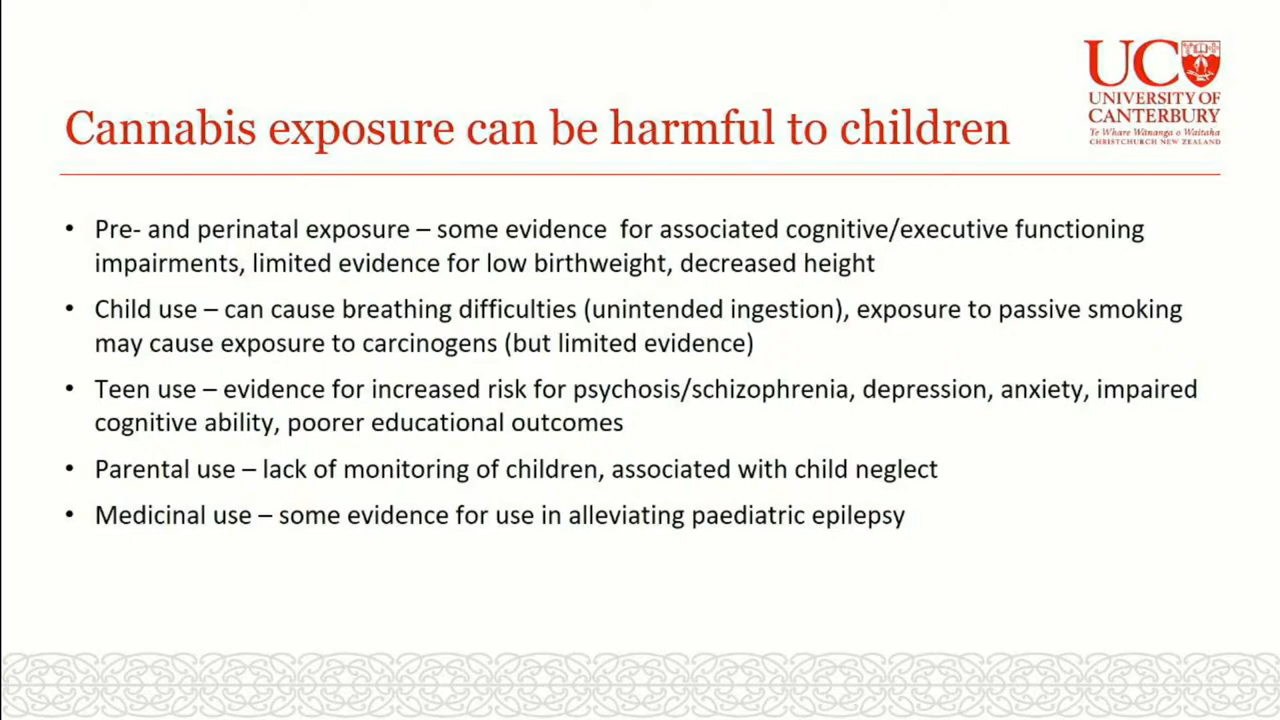 UC
UNIVERSITY OF
CANTERBURY
Te Whare Wānanga o Waitaha
CHRISTCHURCH NEW ZEALAND
Cannabis exposure can be harmful to children
• Pre- and perinatal exposure – some evidence  for associated cognitive/executive functioning
impairments, limited evidence for low birthweight, decreased height
• Child use – can cause breathing difficulties (unintended ingestion), exposure to passive smoking
may cause exposure to carcinogens (but limited evidence)
• Teen use – evidence for increased risk for psychosis/schizophrenia, depression, anxiety, impaired
cognitive ability, poorer educational outcomes
• Parental use – lack of monitoring of children, associated with child neglect
• Medicinal use – some evidence for use in alleviating paediatric epilepsy